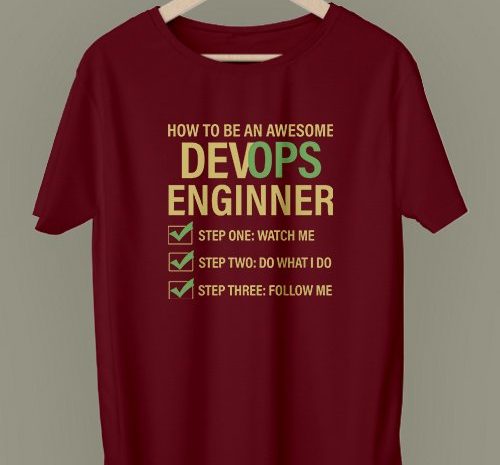 HOW TO BE AN AWESOME
DEVOPS
ENGINNER
STEP ONE: WATCH ME
STEP TWO: DO WHAT I DO
STEP THREE: FOLLOW ME